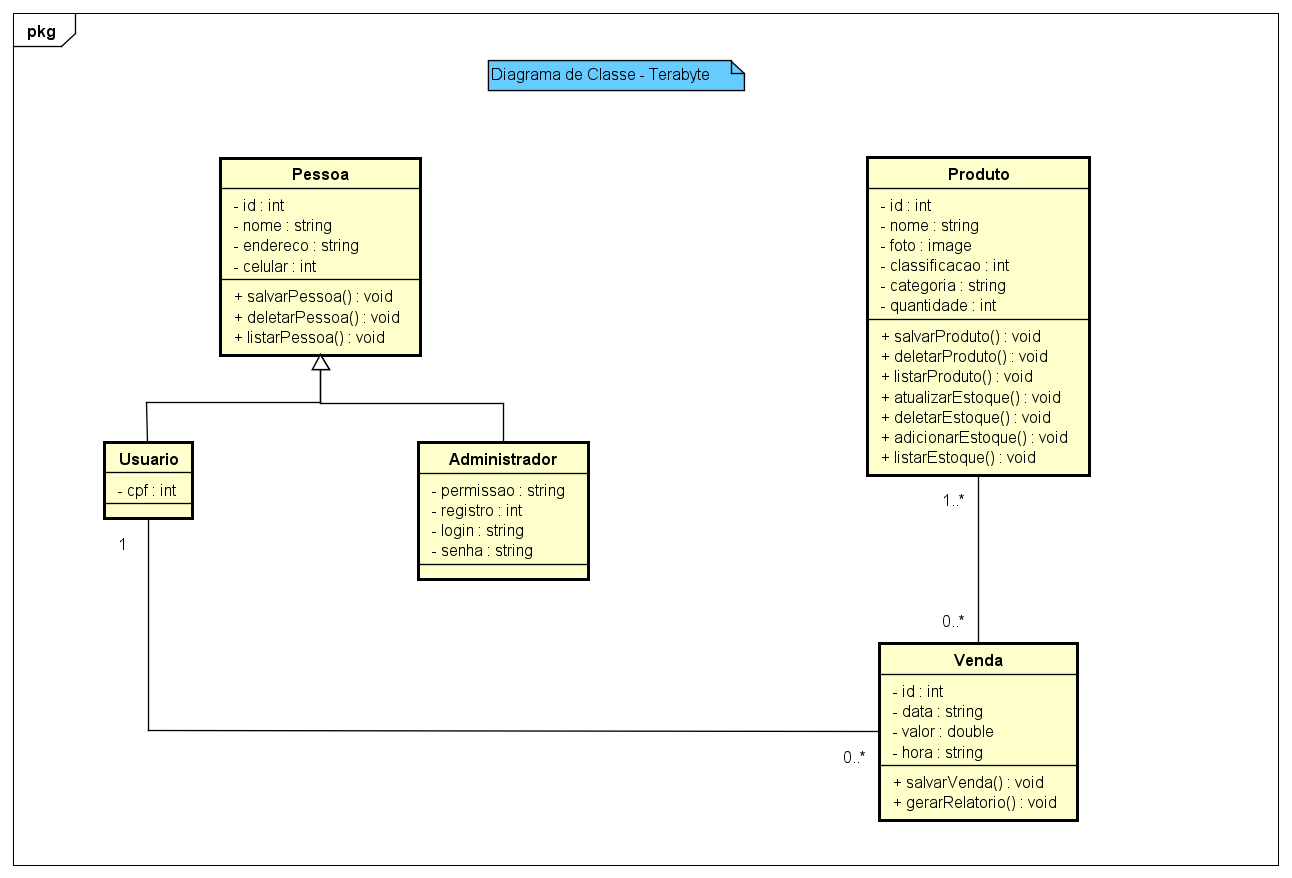 pkg
Diagrama de Classe - Terabyte
Pessoa
- id : int
- nome : string
- endereco : string
- celular : int
+ salvarPessoa() : void
+ deletarPessoa() : void
+ listarPessoa() : void
Produto
- id : int
- nome : string
- foto : image
- classificacao : int
- categoria : string
- quantidade : int
+ salvarProduto() : void
+ deletarProduto() : void
+ listarProduto() : void
+ atualizarEstoque() : void
+ deletarEstoque() : void
+ adicionarEstoque() : void
+ listarEstoque() : void
Usuario
- cpf : int
Administrador
- permissao : string
- registro : int
- login : string
- senha : string
1
1..*
0..*
Venda
- id : int
- data : string
- valor : double
- hora : string
+ salvarVenda() : void
+ gerarRelatorio() : void
0..*